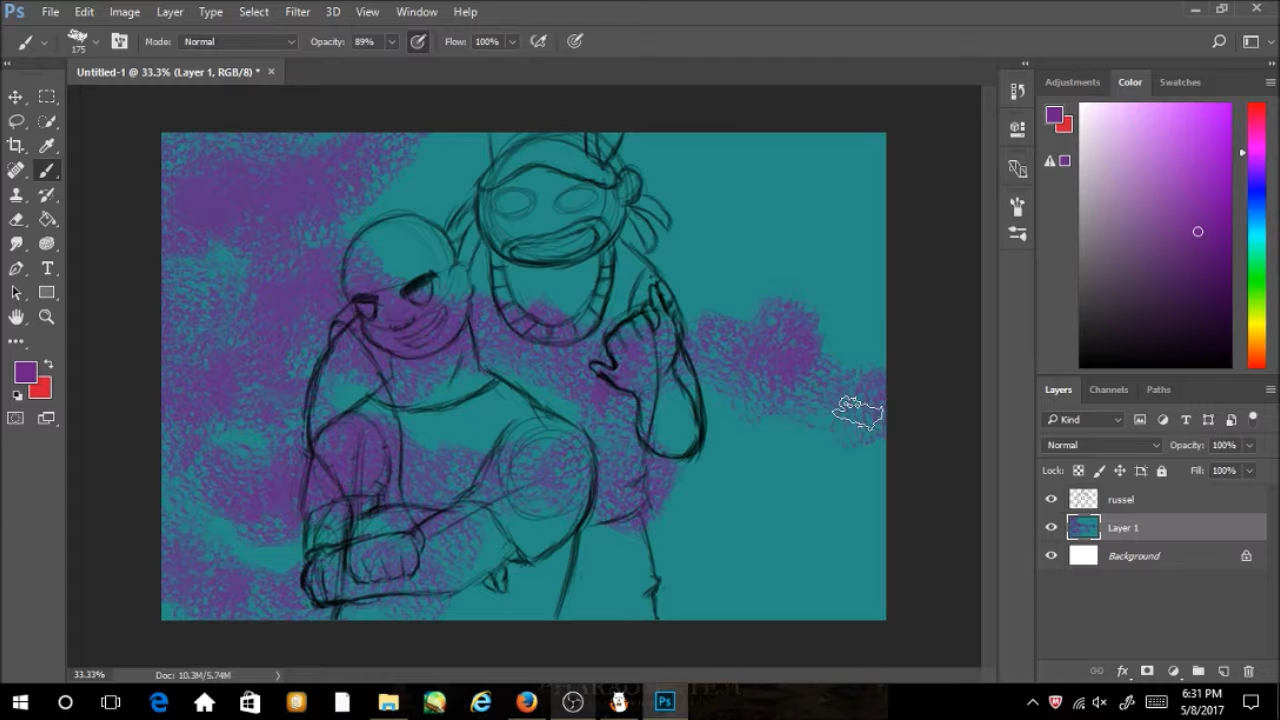 Ps File Edit Image Layer Type Select Filter 3D View Window Help
175 Mode: Normal Opacity: 89% Flow: 100%
Untitled-1 @ 33.3% (Layer 1, RGB/8) * ×
Adjustments Color Swatches
Layers Channels Paths
Kind
Normal Opacity: 100%
Lock: Fill: 100%
russel
Layer 1
Background
33.33% Doc: 10.3M/5.74M
fx
Ps
6:31 PM
5/8/2017